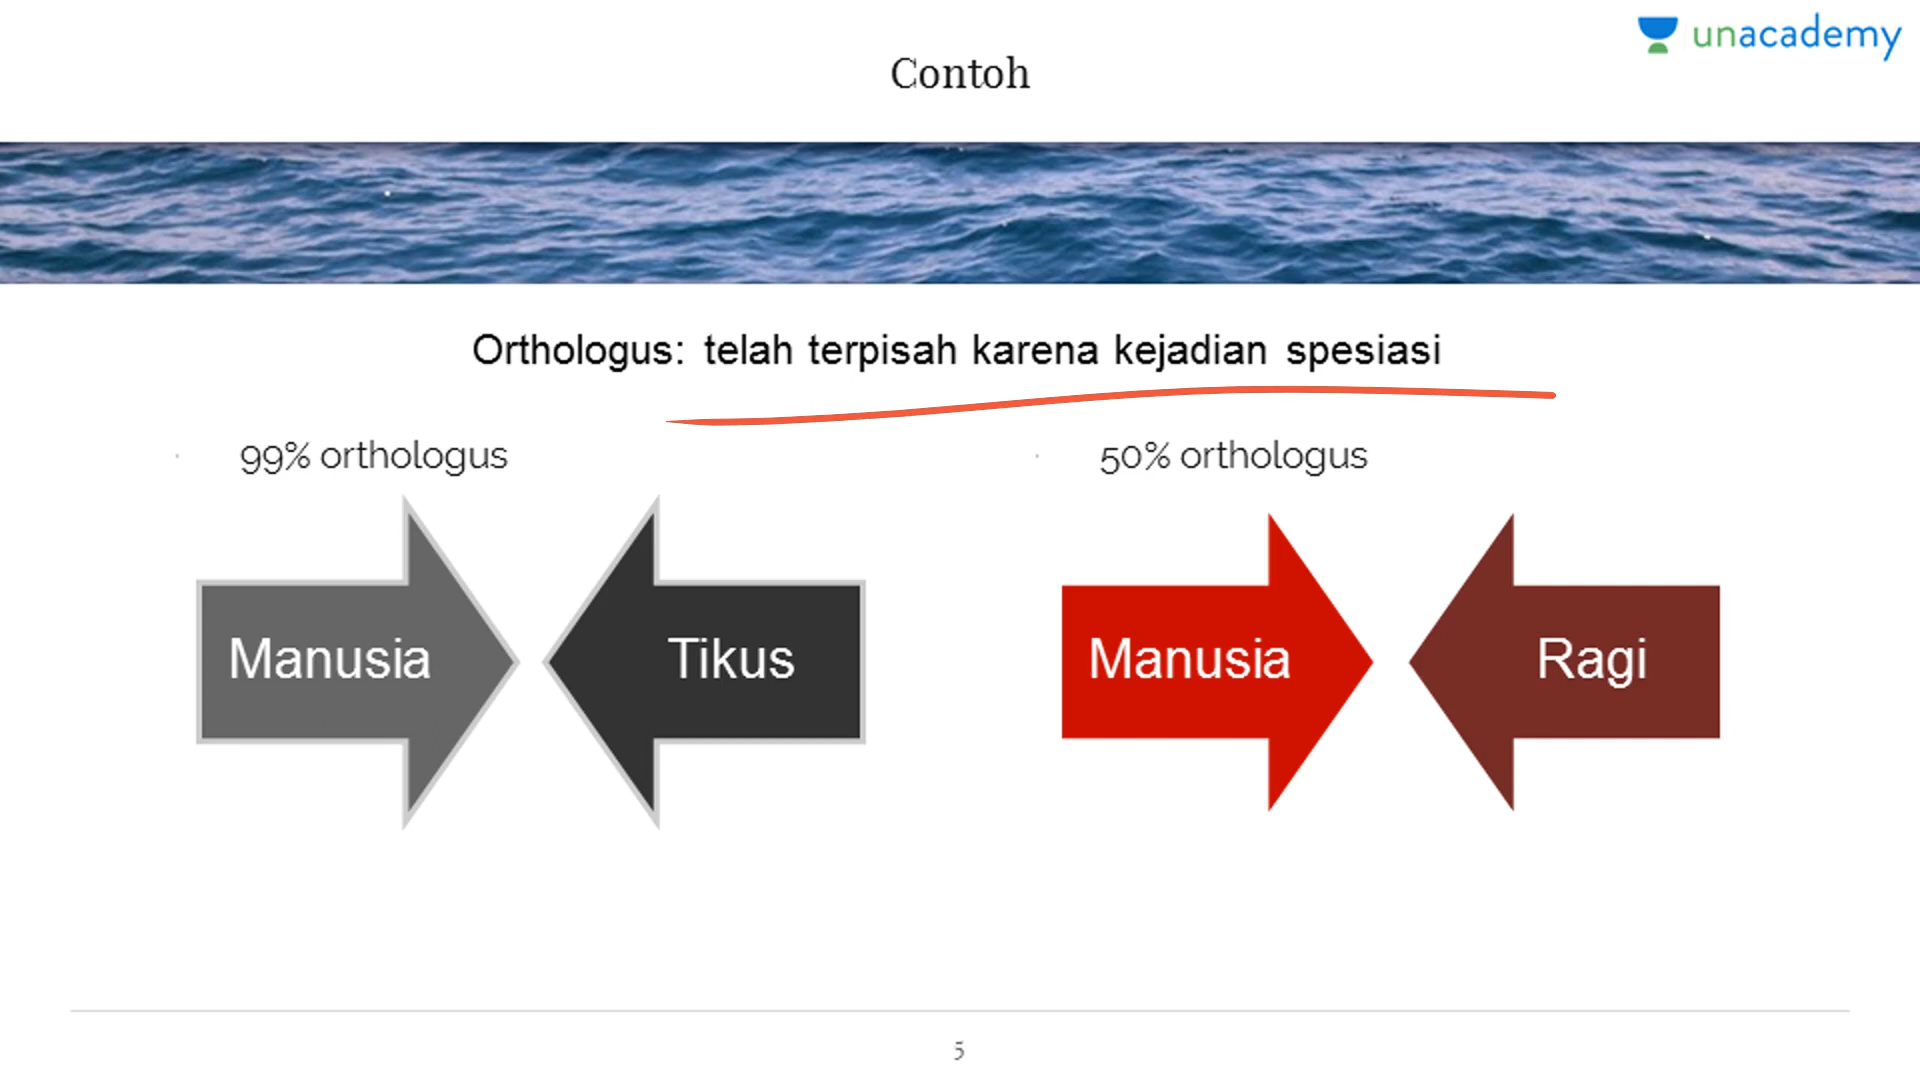 unacademy
Contoh
Orthologus: telah terpisah karena kejadian spesiasi
99% orthologus
50% orthologus
Manusia
Tikus
Manusia
Ragi
5